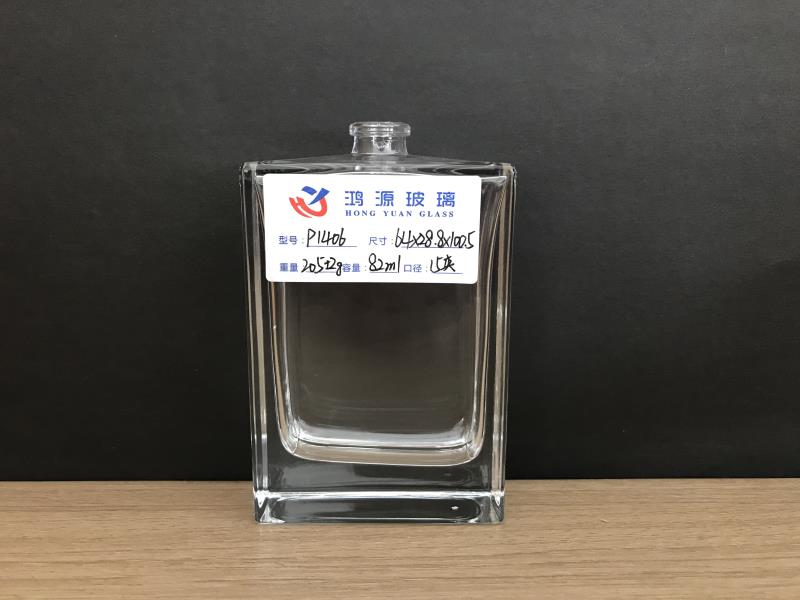 鸿源玻璃
HONG YUAN GLASS
型号: P1406 尺寸: 64x28.8x100.5
重量: 205±2g 容量: 82ml 口径: 15夹